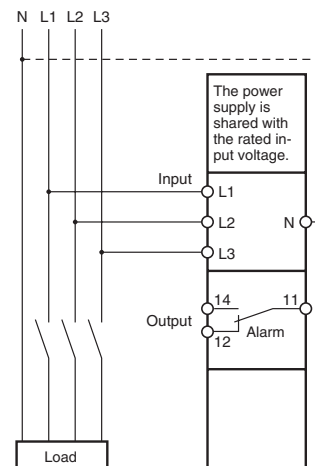 N L1 L2 L3
The power
supply is
shared with
the rated in-
put voltage.
Input
L1
L2
N
L3
14
11
Output
Alarm
12
Load